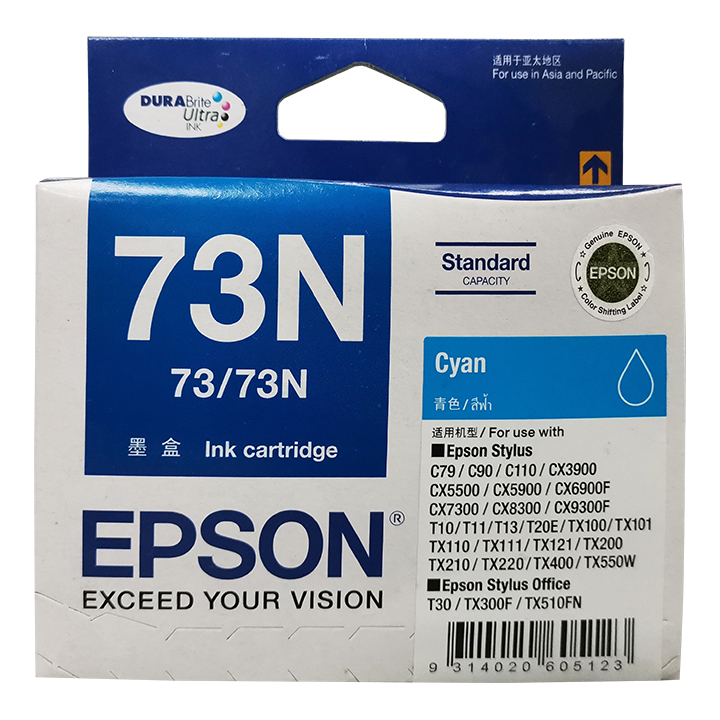 适用于亚太地区
For use in Asia and Pacific
DURABrite
Ultra
INK
73N
73/73N
墨盒 Ink cartridge
EPSON®
EXCEED YOUR VISION
Standard
CAPACITY
Genuine EPSON
EPSON
Color Shifting Label
Cyan
青色/สีฟ้า
适用机型/For use with
■Epson Stylus
C79 / C90 / C110 / CX3900
CX5500 / CX5900 / CX6900F
CX7300 / CX8300 / CX9300F
T10 / T11 / T13 / T20E / TX100 / TX101
TX110 / TX111 / TX121 / TX200
TX210 / TX220 / TX400 / TX550W
■Epson Stylus Office
T30 / TX300F / TX510FN
9 314020 605123